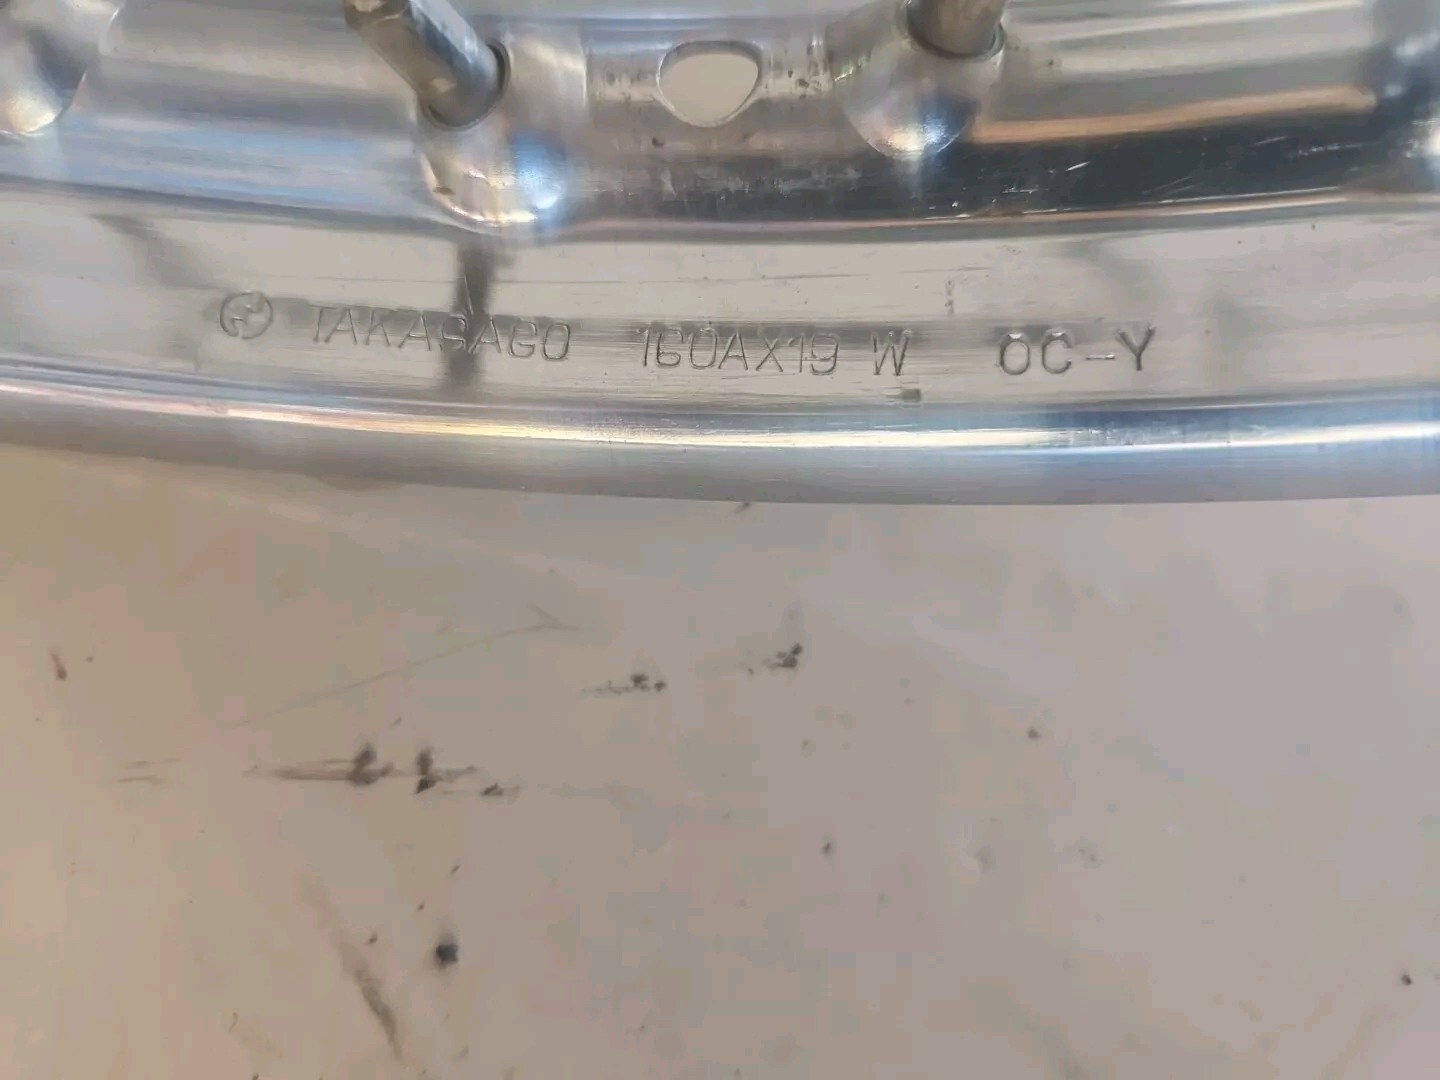 TAKASAGO 160AX19 W OC-Y